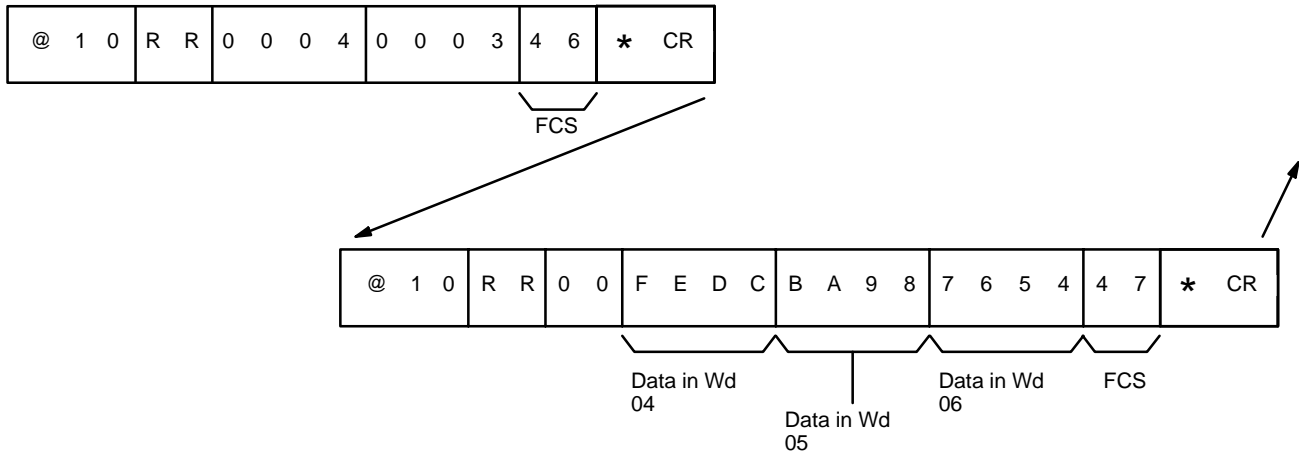 @ 1 0 R R 0 0 0 4 0 0 0 3 4 6 * CR
FCS
@ 1 0 R R 0 0 F E D C B A 9 8 7 6 5 4 4 7 * CR
Data in Wd
04
Data in Wd
05
Data in Wd
06
FCS